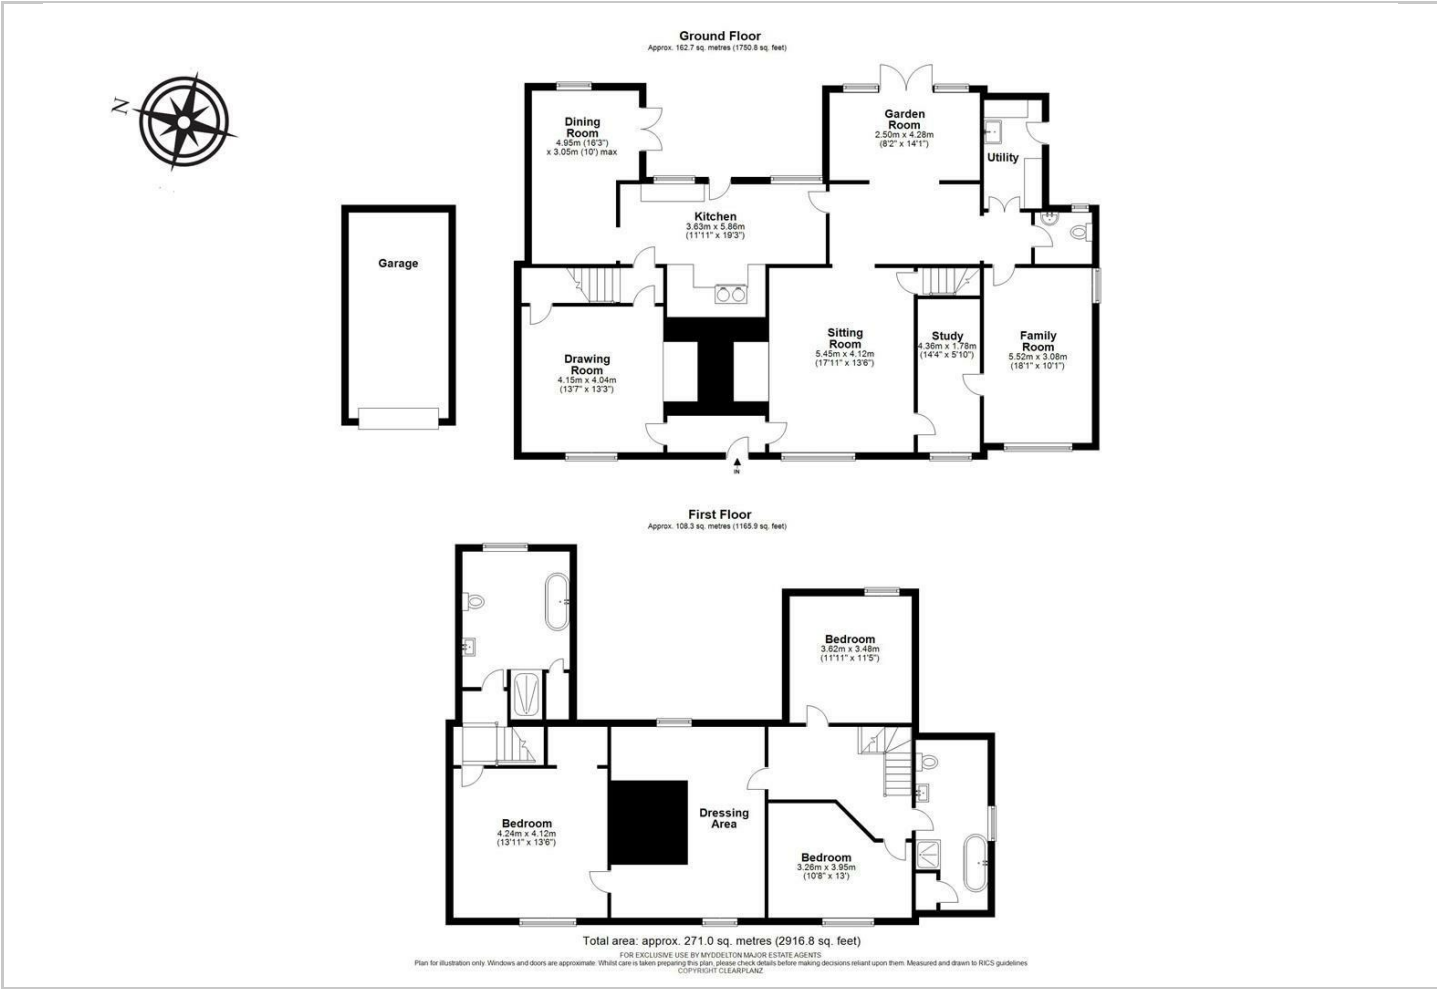 Ground Floor
Approx. 162.7 sq. metres (1750.8 sq. feet)
N
Dining
Room
4.95m (16'3")
x 3.05m (10') max
Garden
Room
2.50m x 4.28m
(8'2" x 14'1")
Utility
Kitchen
3.63m x 5.86m
(11'11" x 19'3")
Garage
Sitting
Room
5.45m x 4.12m
(17'11" x 13'6")
Study
4.36m x 1.78m
(14'4" x 5'10")
Family
Room
5.52m x 3.08m
(18'1" x 10'1")
Drawing
Room
4.15m x 4.04m
(13'7" x 13'3")
IN
First Floor
Approx. 108.3 sq. metres (1165.9 sq. feet)
Bedroom
3.62m x 3.48m
(11'11" x 11'5")
Dressing
Area
Bedroom
4.24m x 4.12m
(13'11" x 13'6")
Bedroom
3.26m x 3.95m
(10'8" x 13')
Total area: approx. 271.0 sq. metres (2916.8 sq. feet)
FOR EXCLUSIVE USE BY MYDDELTON MAJOR ESTATE AGENTS
Plan for illustration only. Windows and doors are approximate. Whilst care is taken preparing this plan, please check details before making decisions reliant upon them. Measured and drawn to RICS guidelines
COPYRIGHT CLEARPLANZ